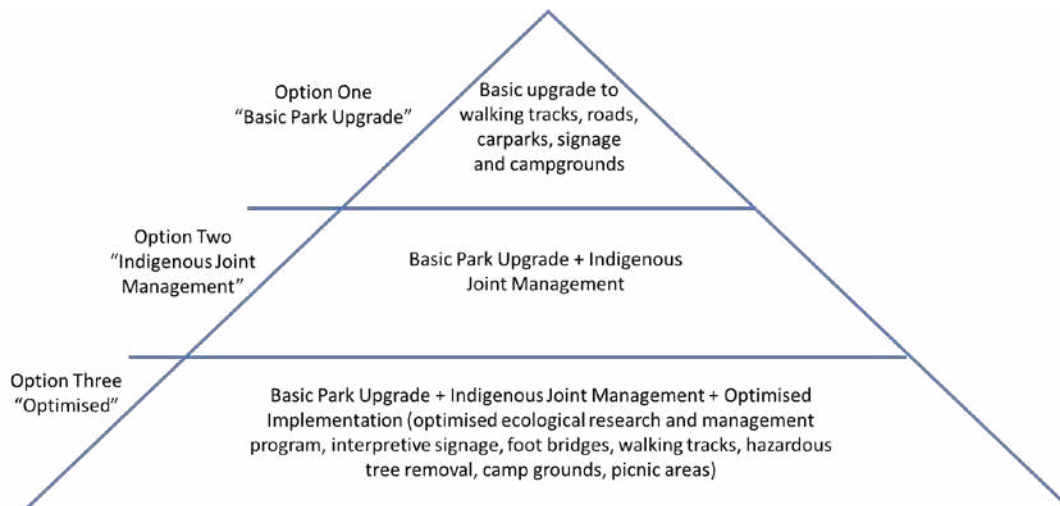 Option One
“Basic Park Upgrade”
Basic upgrade to
walking tracks, roads,
carparks, signage
and campgrounds
Option Two
“Indigenous Joint
Management”
Basic Park Upgrade + Indigenous
Joint Management
Option Three
“Optimised”
Basic Park Upgrade + Indigenous Joint Management + Optimised
Implementation (optimised ecological research and management
program, interpretive signage, foot bridges, walking tracks, hazardous
tree removal, camp grounds, picnic areas)